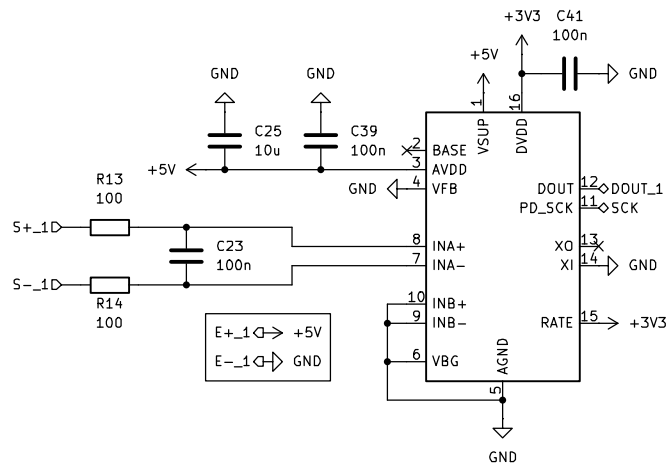 +3V3
C41
100n
GND
+5V
1
VSUP
16
DVDD
GND
GND
C25
10u
C39
100n
+5V
2
BASE
3
AVDD
GND
4
VFB
DOUT
12
DOUT_1
PD_SCK
11
SCK
R13
100
S+_1
8
INA+
C23
100n
7
INA-
S-_1
R14
100
XO
13
XI
14
GND
10
INB+
9
INB-
RATE
15
+3V3
E+_1
+5V
E-_1
GND
6
VBG
AGND
5
GND